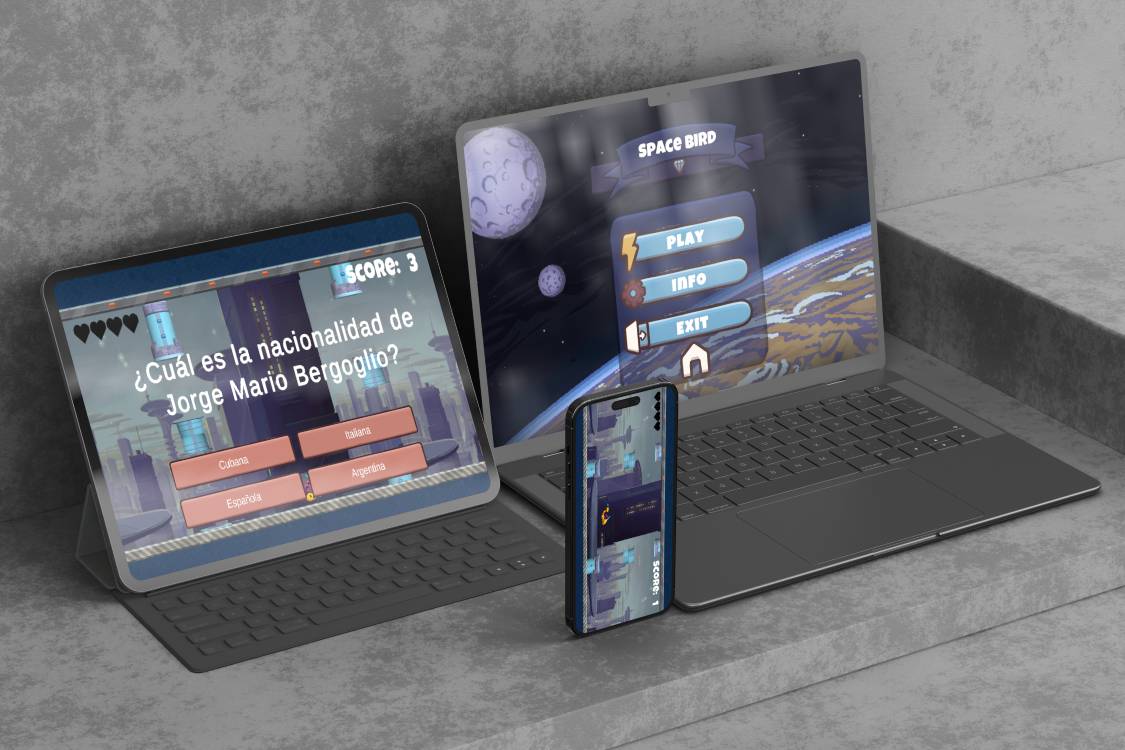 SCORE: 3
¿Cuál es la nacionalidad de
Jorge Mario Bergoglio?
Cubana
Italiana
Española
Argentina
SPACE BIRD
PLAY
INFO
EXIT
SCORE: 1